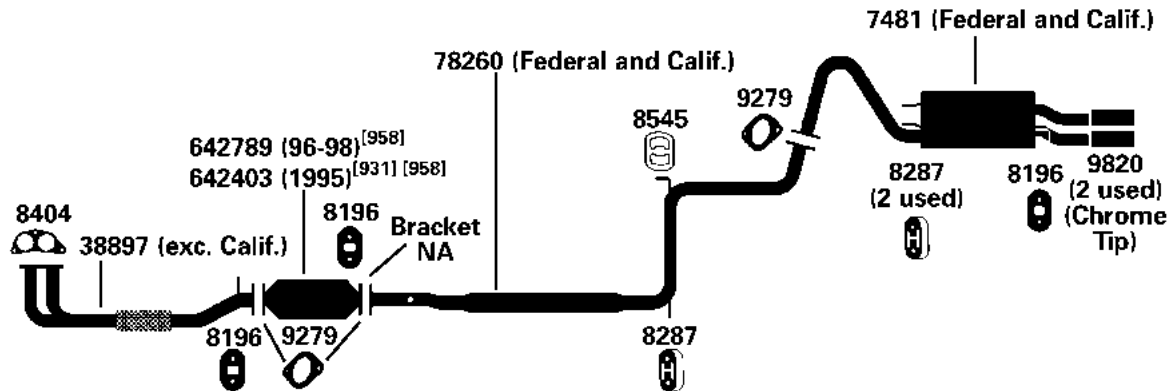 7481 (Federal and Calif.)
78260 (Federal and Calif.)
9279
8545
642789 (96-98)[958]
642403 (1995)[931] [958]
8287
(2 used)
8196
9820
(2 used)
(Chrome
Tip)
8404
38897 (exc. Calif.)
8196
Bracket
NA
8196
9279
8287